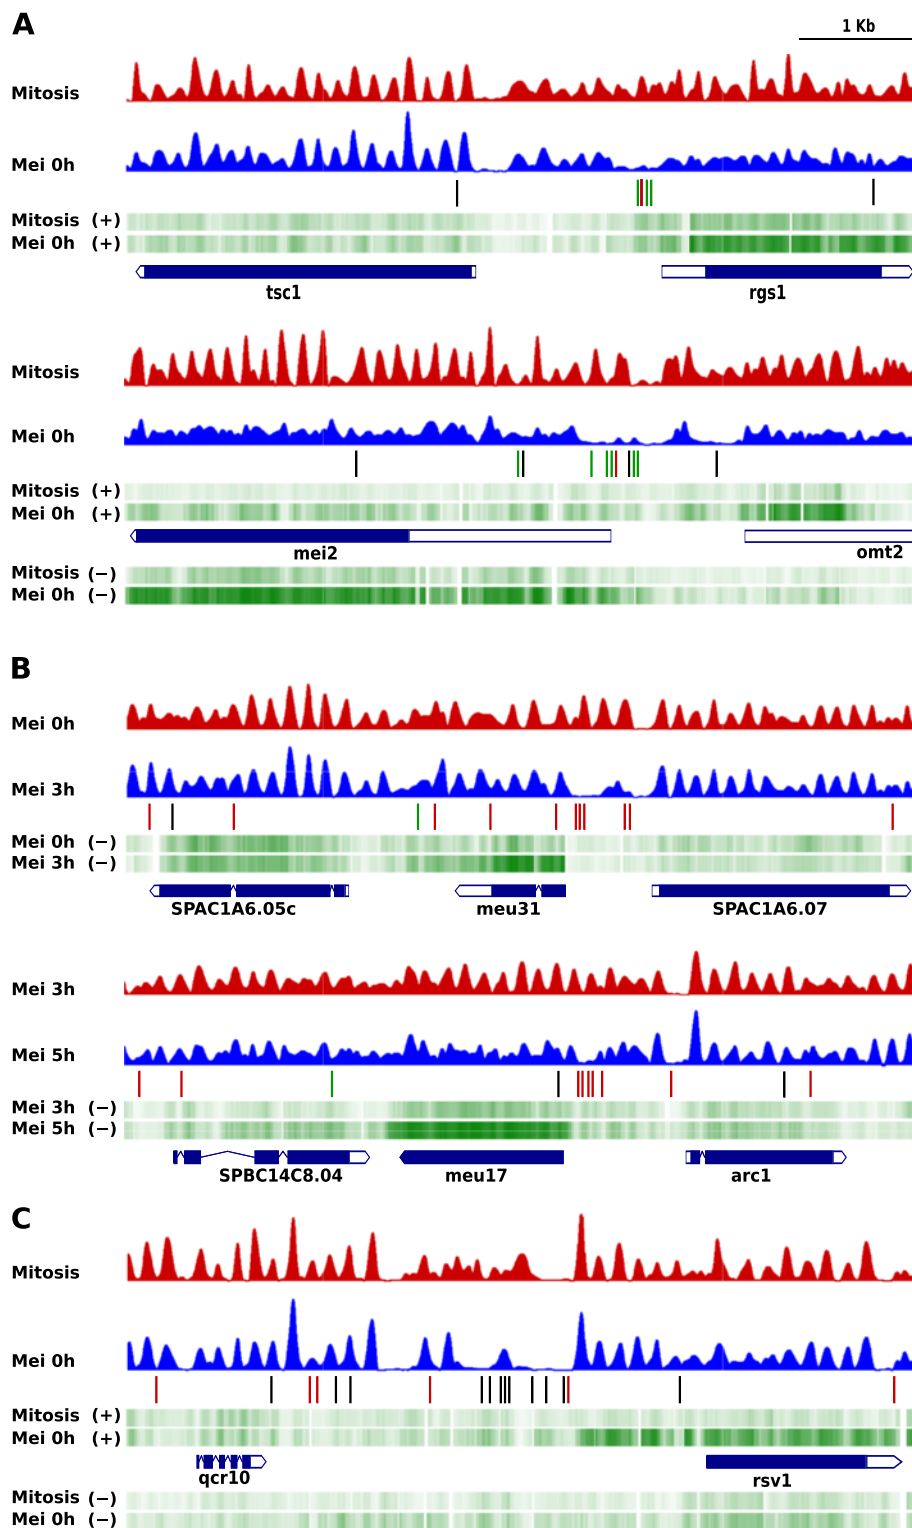 A
1 Kb
Mitosis
Mei 0h
Mitosis (+)
Mei 0h (+)
tsc1 rgs1
Mitosis
Mei 0h
Mitosis (+)
Mei 0h (+)
mei2 omt2
Mitosis (−)
Mei 0h (−)
B
Mei 0h
Mei 3h
Mei 0h (−)
Mei 3h (−)
SPAC1A6.05c meu31 SPAC1A6.07
Mei 3h
Mei 5h
Mei 3h (−)
Mei 5h (−)
SPBC14C8.04 meu17 arc1
C
Mitosis
Mei 0h
Mitosis (+)
Mei 0h (+)
qcr10 rsv1
Mitosis (−)
Mei 0h (−)